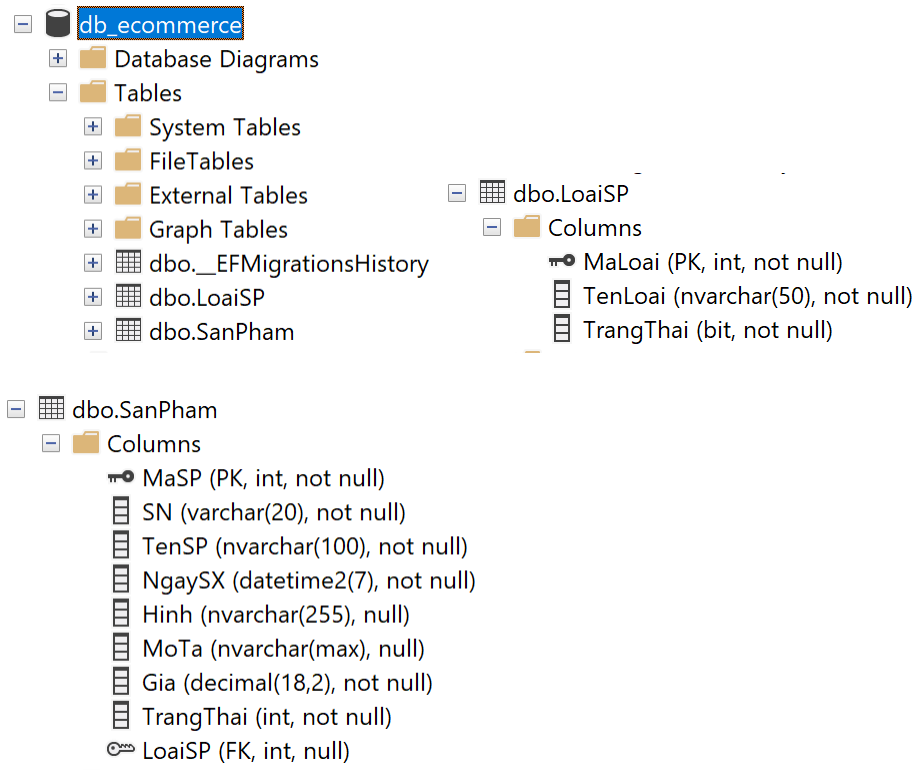 db_ecommerce
Database Diagrams
Tables
System Tables
FileTables
External Tables
Graph Tables
dbo.__EFMigrationsHistory
dbo.LoaiSP
dbo.SanPham
dbo.LoaiSP
Columns
MaLoai (PK, int, not null)
TenLoai (nvarchar(50), not null)
TrangThai (bit, not null)
dbo.SanPham
Columns
MaSP (PK, int, not null)
SN (varchar(20), not null)
TenSP (nvarchar(100), not null)
NgaySX (datetime2(7), not null)
Hinh (nvarchar(255), null)
MoTa (nvarchar(max), null)
Gia (decimal(18,2), not null)
TrangThai (int, not null)
LoaiSP (FK, int, null)